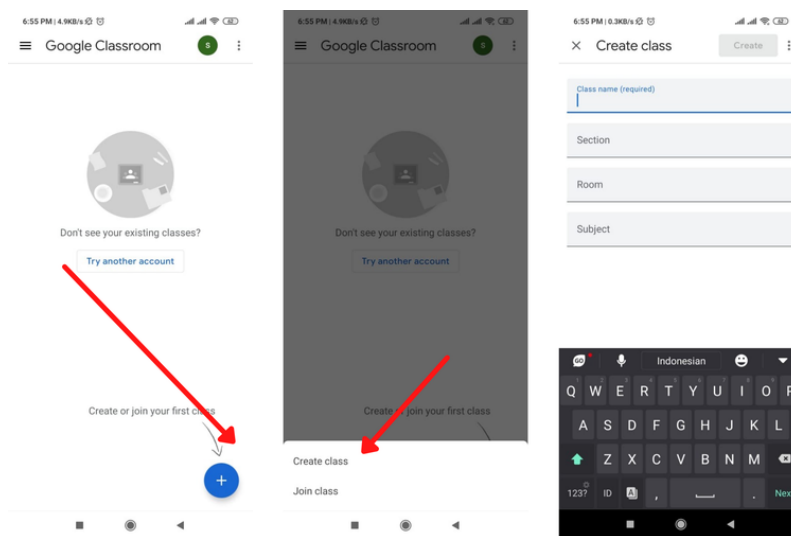 6:55 PM | 4.9KB/s
Google Classroom
S
Don't see your existing classes?
Try another account
Create or join your first class
+
6:55 PM | 4.9KB/s
Google Classroom
S
Don't see your existing classes?
Try another account
Create or join your first class
Create class
Join class
6:55 PM | 0.3KB/s
Create class
Create
Class name (required)
Section
Room
Subject
GO
Indonesian
Q W E R T Y U I O P
A S D F G H J K L
Z X C V B N M
123? ID A , .
Next